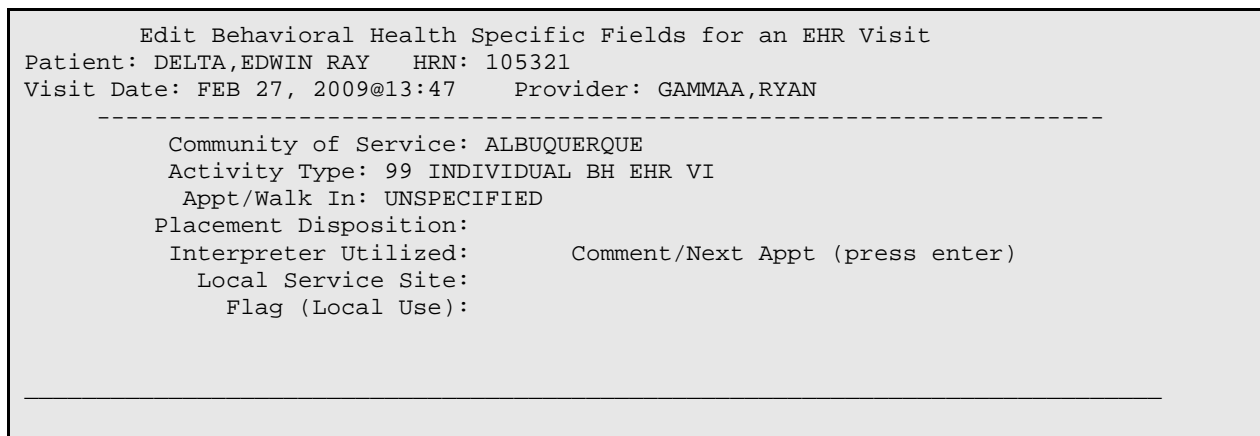 Edit Behavioral Health Specific Fields for an EHR Visit
Patient: DELTA,EDWIN RAY   HRN: 105321
Visit Date: FEB 27, 2009@13:47    Provider: GAMMAA,RYAN
----------------------------------------------------------------------
Community of Service: ALBUQUERQUE
Activity Type: 99 INDIVIDUAL BH EHR VI
Appt/Walk In: UNSPECIFIED
Placement Disposition:
Interpreter Utilized:       Comment/Next Appt (press enter)
Local Service Site:
Flag (Local Use):